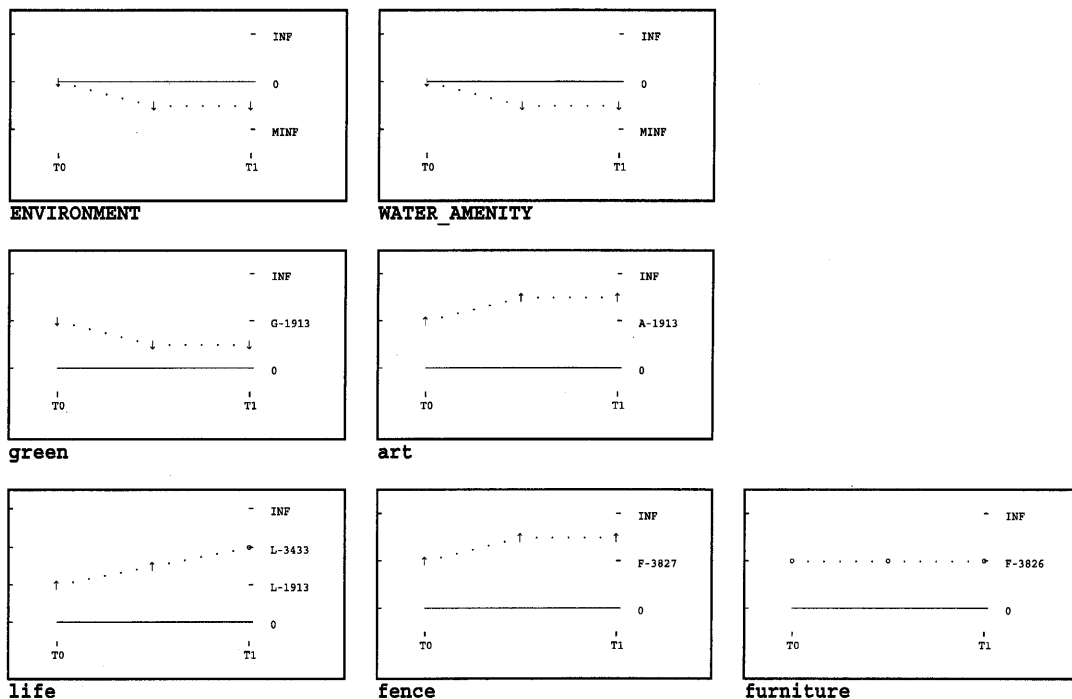 INF
0
MINF
T0 T1
ENVIRONMENT
INF
0
MINF
T0 T1
WATER_AMENITY
INF
G-1913
0
T0 T1
green
INF
A-1913
0
T0 T1
art
INF
L-3433
L-1913
0
T0 T1
life
INF
F-3827
0
T0 T1
fence
INF
F-3826
0
T0 T1
furniture